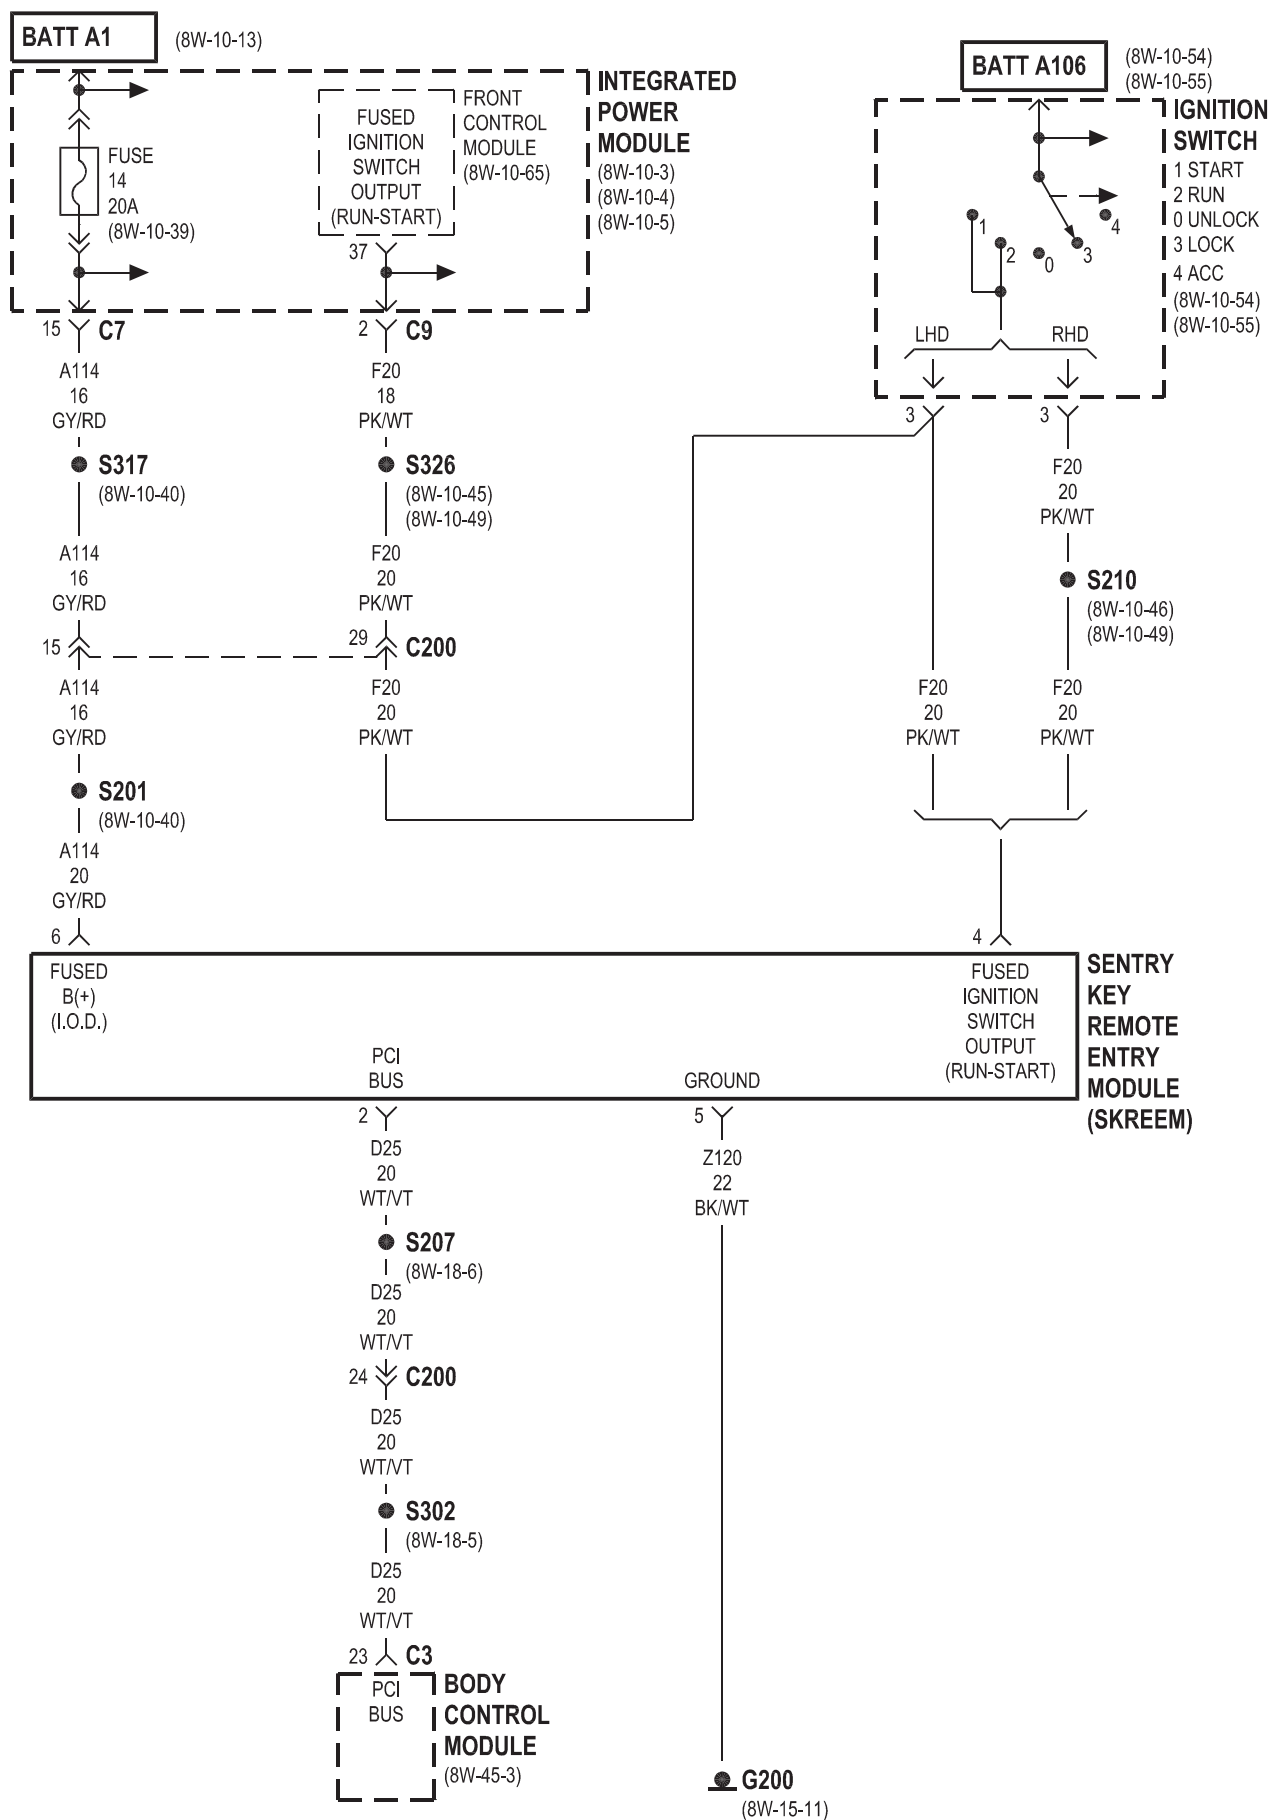 BATT A1
(8W-10-13)
BATT A106
(8W-10-54)
(8W-10-55)
INTEGRATED
POWER
MODULE
(8W-10-3)
(8W-10-4)
(8W-10-5)
FUSED
IGNITION
SWITCH
OUTPUT
(RUN-START)
FRONT
CONTROL
MODULE
(8W-10-65)
FUSE
14
20A
(8W-10-39)
37
IGNITION
SWITCH
1 START
2 RUN
0 UNLOCK
3 LOCK
4 ACC
(8W-10-54)
(8W-10-55)
1
2
0
3
4
LHD
RHD
15
C7
2
C9
3
3
A114
16
GY/RD
F20
18
PK/WT
S317
(8W-10-40)
S326
(8W-10-45)
(8W-10-49)
F20
20
PK/WT
A114
16
GY/RD
F20
20
PK/WT
S210
(8W-10-46)
(8W-10-49)
15
29
C200
A114
16
GY/RD
F20
20
PK/WT
F20
20
PK/WT
F20
20
PK/WT
S201
(8W-10-40)
A114
20
GY/RD
6
4
FUSED
B(+)
(I.O.D.)
FUSED
IGNITION
SWITCH
OUTPUT
(RUN-START)
SENTRY
KEY
REMOTE
ENTRY
MODULE
(SKREEM)
PCI
BUS
GROUND
2
5
D25
20
WT/VT
Z120
22
BK/WT
S207
(8W-18-6)
D25
20
WT/VT
24
C200
D25
20
WT/VT
S302
(8W-18-5)
D25
20
WT/VT
23
C3
PCI
BUS
BODY
CONTROL
MODULE
(8W-45-3)
G200
(8W-15-11)